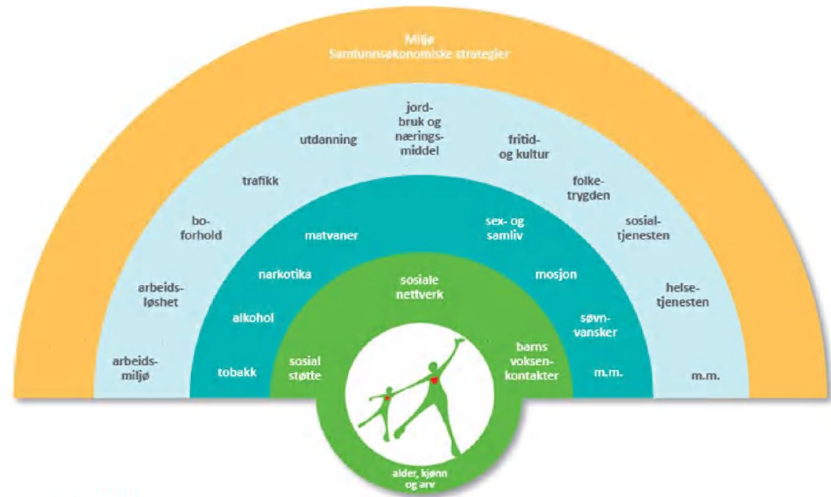 Miljø
Samfunnsøkonomiske strategier
jord-
bruk og
nærings-
middel
utdanning
fritid-
og kultur
trafikk
folke-
trygden
bo-
forhold
sosial-
tjenesten
arbeids-
løshet
helse-
tjenesten
arbeids-
miljø
m.m.
matvaner
sex- og
samliv
narkotika
mosjon
alkohol
søvn-
vansker
tobakk
m.m.
sosiale
nettverk
sosial
støtte
barns
voksen-
kontakter
alder, kjønn
og arv